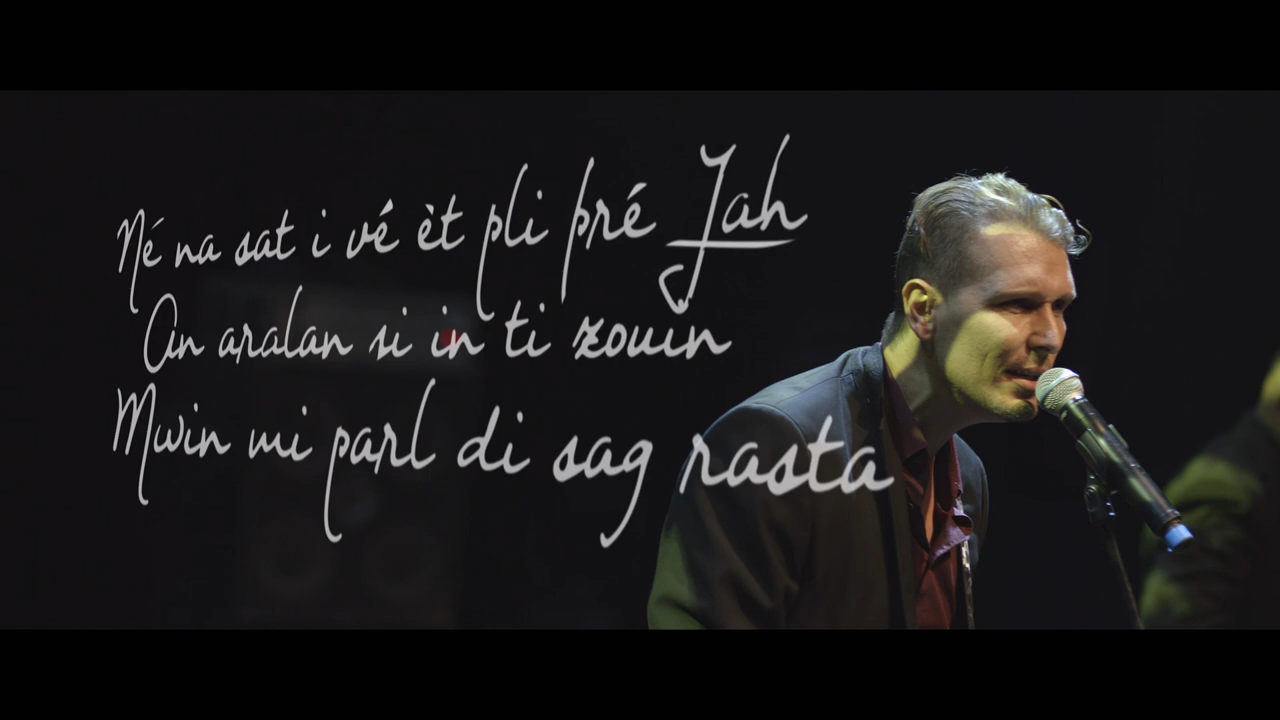 Né na sat i vé èt pli pré Jah
An aralan si in ti zouin
Mwin mi parl di sag rasta